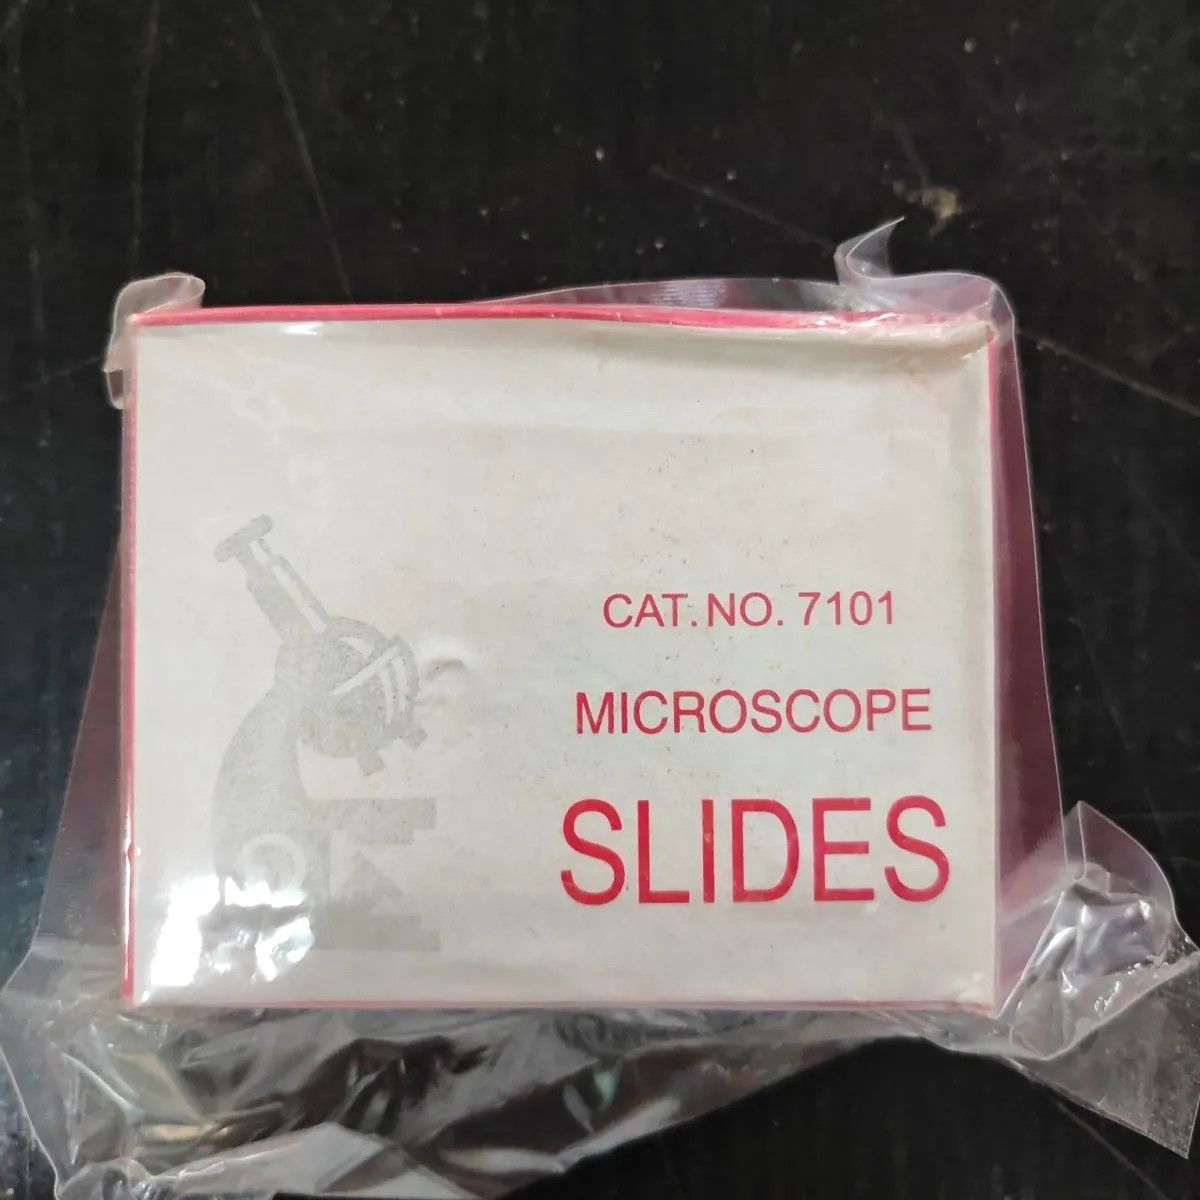 CAT. NO. 7101
MICROSCOPE
SLIDES